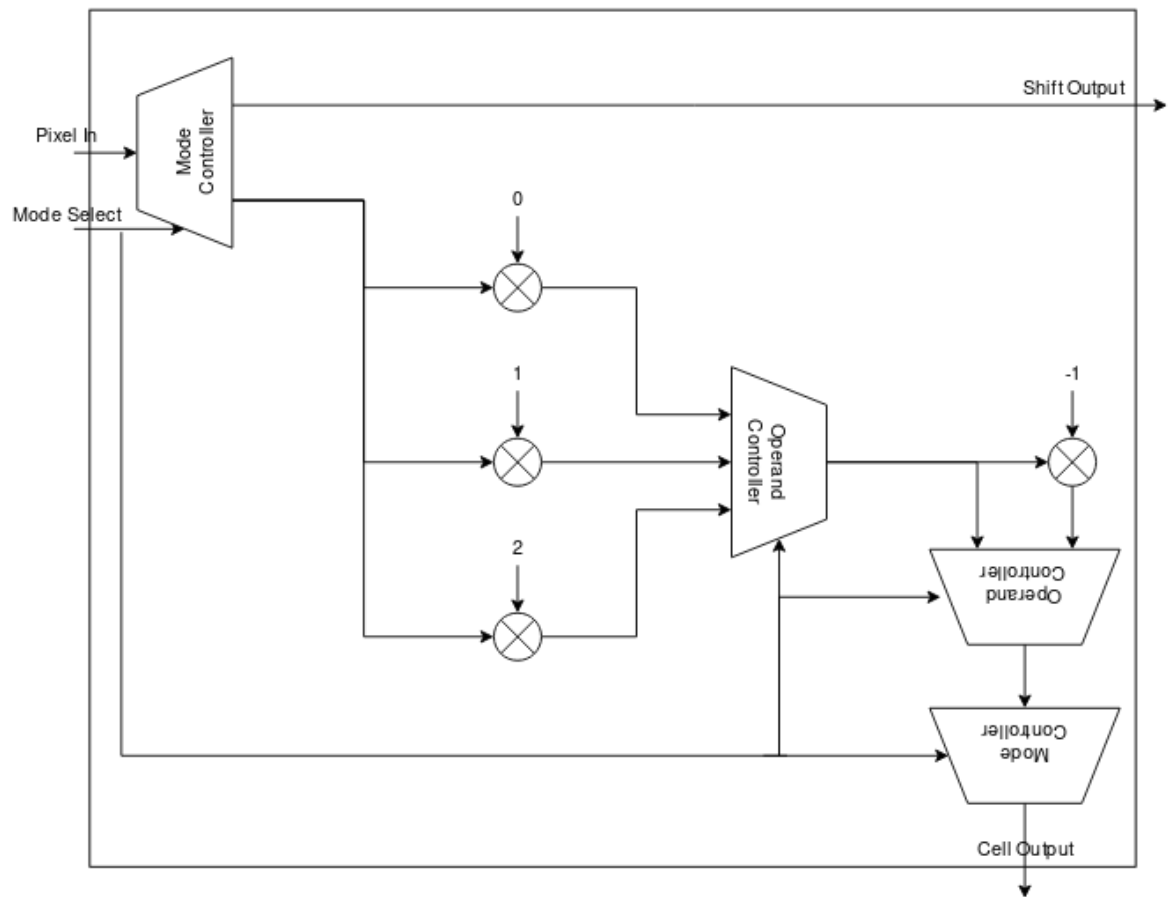 Shift Output
Pixel In
Mode
Controller
Mode Select
0
1
-1
Operand
Controller
2
Operand
Controller
Mode
Controller
Cell Output